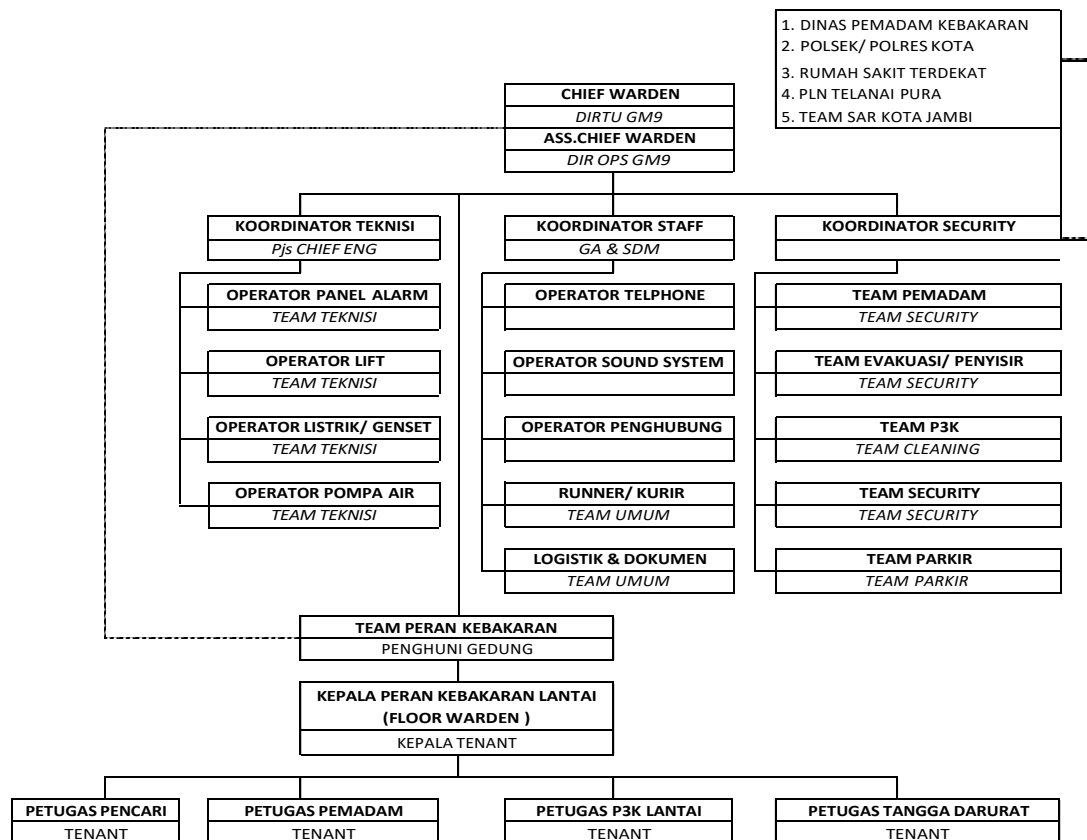 1. DINAS PEMADAM KEBAKARAN
2. POLSEK/ POLRES KOTA
3. RUMAH SAKIT TERDEKAT
4. PLN TELANAI PURA
5. TEAM SAR KOTA JAMBI
CHIEF WARDEN
DIRTU GM9
ASS.CHIEF WARDEN
DIR OPS GM9
KOORDINATOR TEKNISI
Pjs CHIEF ENG
KOORDINATOR STAFF
GA & SDM
KOORDINATOR SECURITY
OPERATOR PANEL ALARM
TEAM TEKNISI
OPERATOR LIFT
TEAM TEKNISI
OPERATOR LISTRIK/ GENSET
TEAM TEKNISI
OPERATOR POMPA AIR
TEAM TEKNISI
OPERATOR TELPHONE
OPERATOR SOUND SYSTEM
OPERATOR PENGHUBUNG
RUNNER/ KURIR
TEAM UMUM
LOGISTIK & DOKUMEN
TEAM UMUM
TEAM PEMADAM
TEAM SECURITY
TEAM EVAKUASI/ PENYISIR
TEAM SECURITY
TEAM P3K
TEAM CLEANING
TEAM SECURITY
TEAM SECURITY
TEAM PARKIR
TEAM PARKIR
TEAM PERAN KEBAKARAN
PENGHUNI GEDUNG
KEPALA PERAN KEBAKARAN LANTAI
(FLOOR WARDEN )
KEPALA TENANT
PETUGAS PENCARI
TENANT
PETUGAS PEMADAM
TENANT
PETUGAS P3K LANTAI
TENANT
PETUGAS TANGGA DARURAT
TENANT